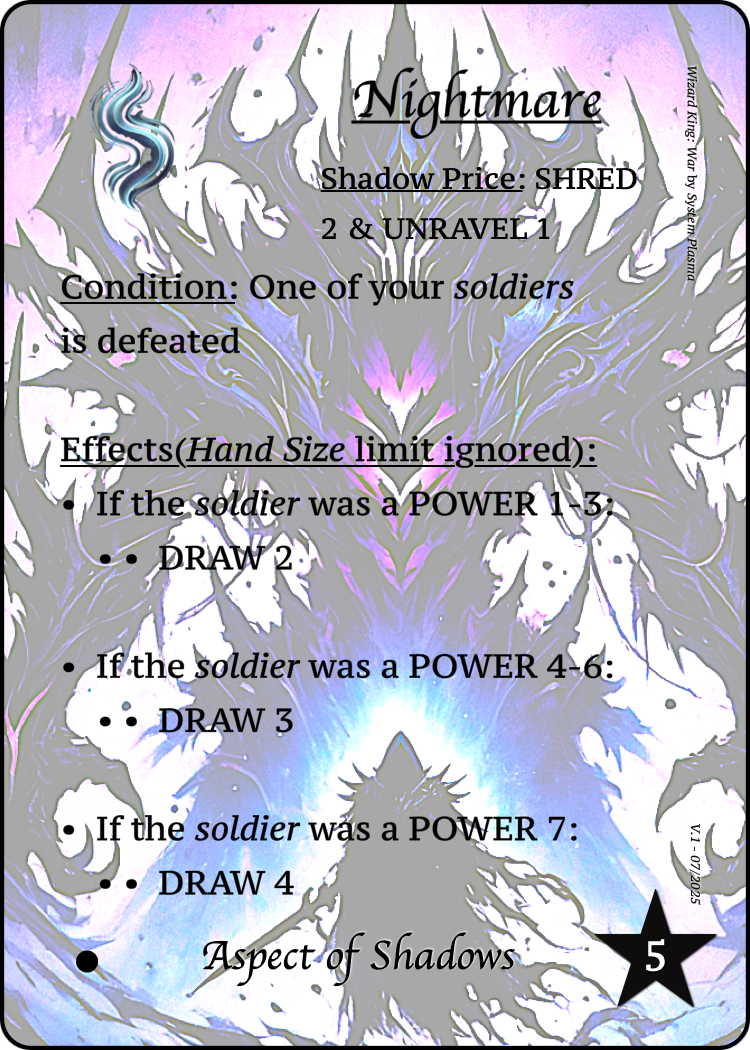 Nightmare
Shadow Price: SHRED
2 & UNRAVEL 1
Condition: One of your soldiers
is defeated
Effects(Hand Size limit ignored):
• If the soldier was a POWER 1-3:
•• DRAW 2
• If the soldier was a POWER 4-6:
•• DRAW 3
• If the soldier was a POWER 7:
•• DRAW 4
Aspect of Shadows
5
Wizard King: War by System Plasma
V.1 - 07/2025